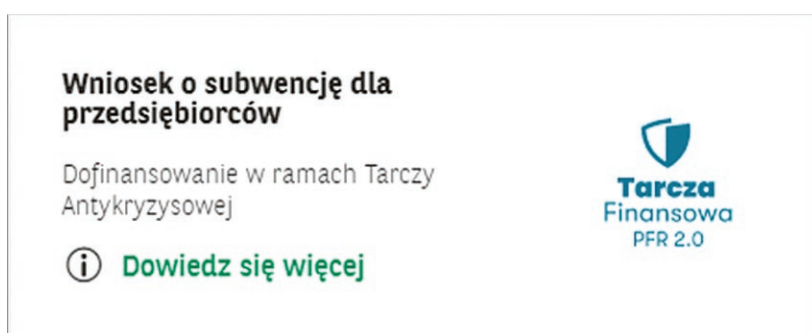 Wniosek o subwencję dla
przedsiębiorców
Dofinansowanie w ramach Tarczy
Antykryzysowej
Dowiedz się więcej
Tarcza
Finansowa
PFR 2.0